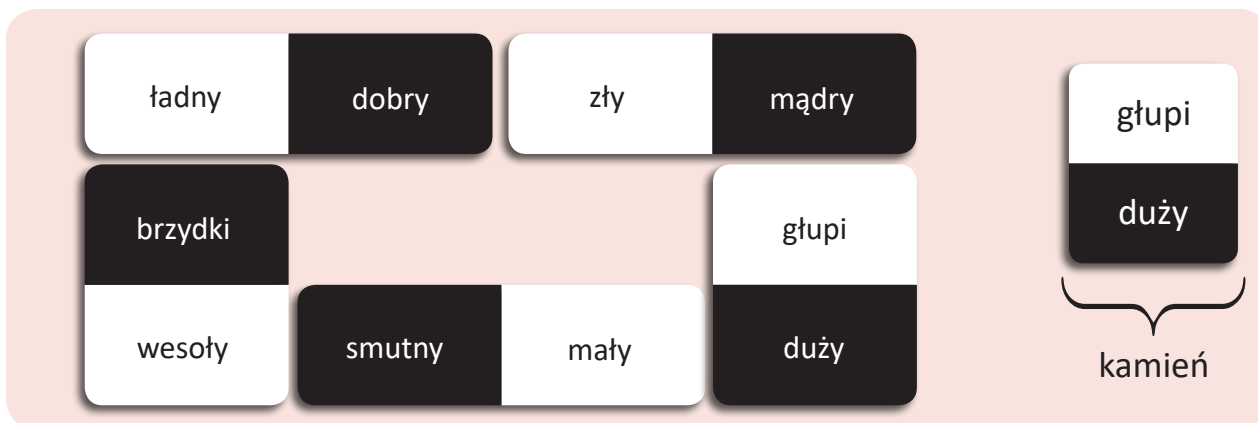 ładny dobry zły mądry
głupi
brzydki głupi
duży
wesoły smutny mały duży
kamień